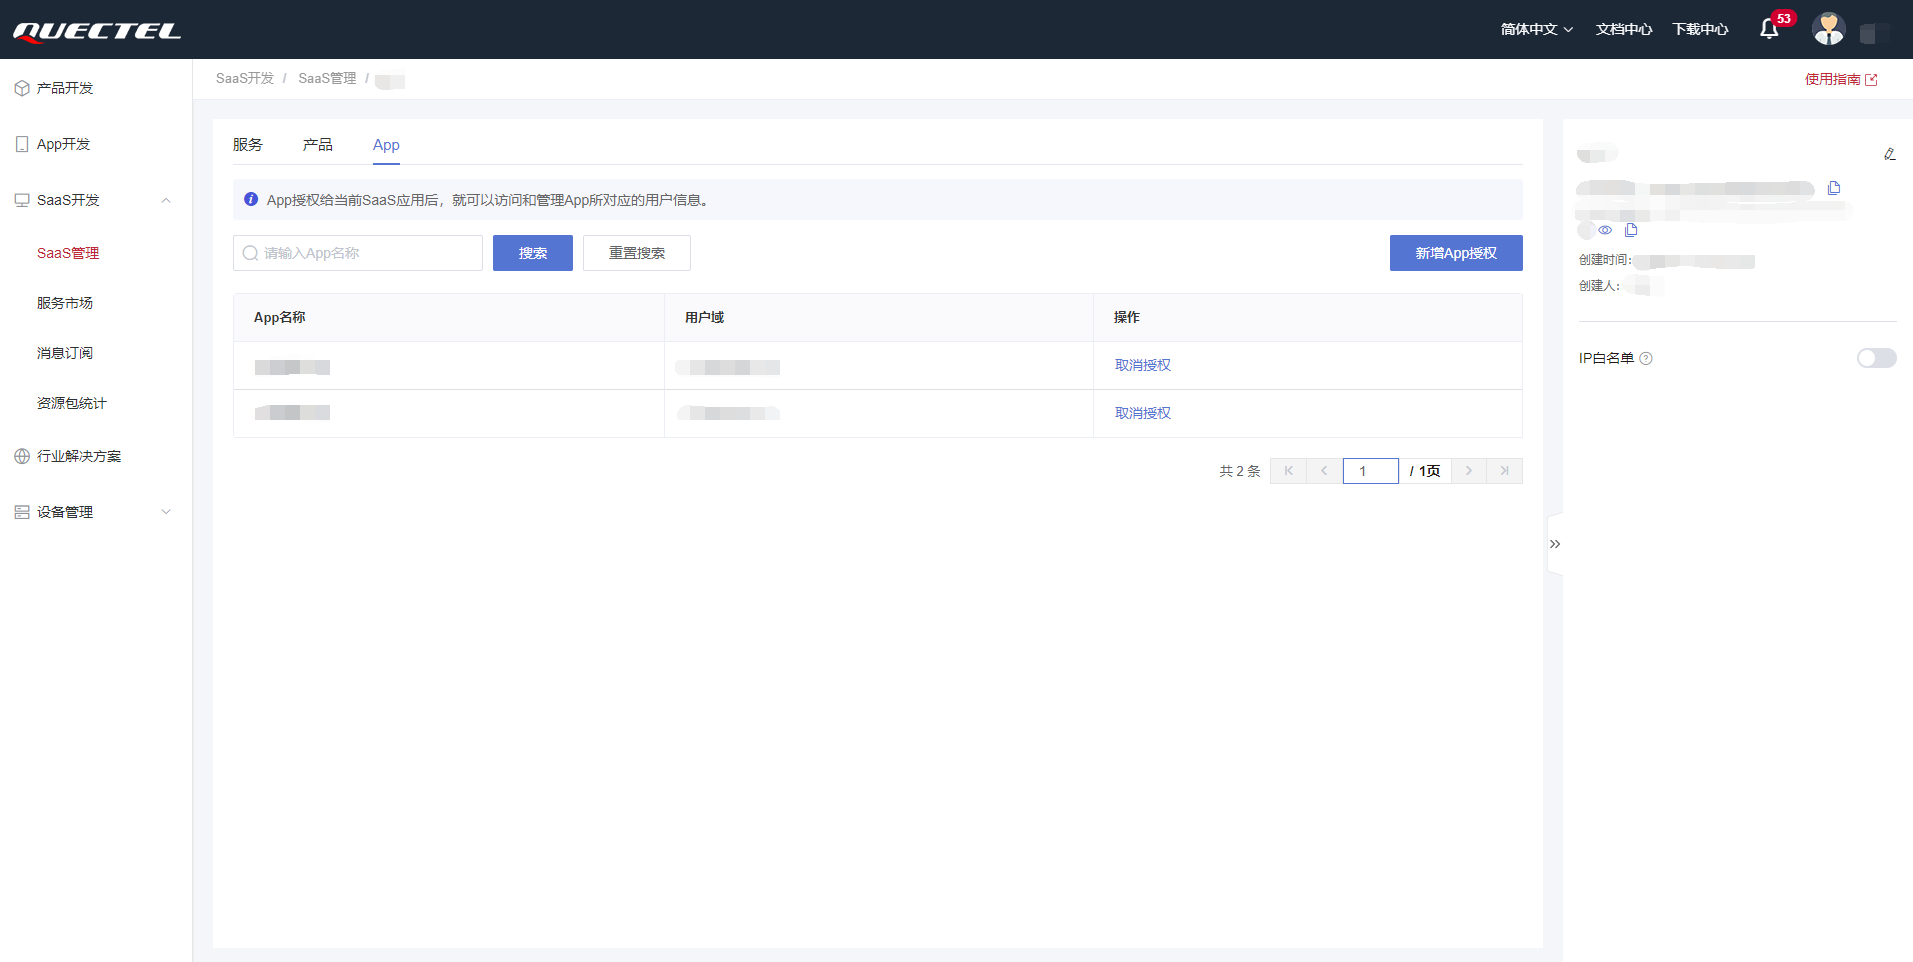 QUECTEL
简体中文 文档中心 下载中心 53
产品开发
App开发
SaaS开发
SaaS管理
服务市场
消息订阅
资源包统计
行业解决方案
设备管理
SaaS开发 / SaaS管理 /
使用指南
服务 产品 App
App授权给当前SaaS应用后，就可以访问和管理App所对应的用户信息。
请输入App名称 搜索 重置搜索 新增App授权
App名称 用户域 操作
取消授权
取消授权
共 2 条 1 / 1页
创建时间:
创建人:
IP白名单